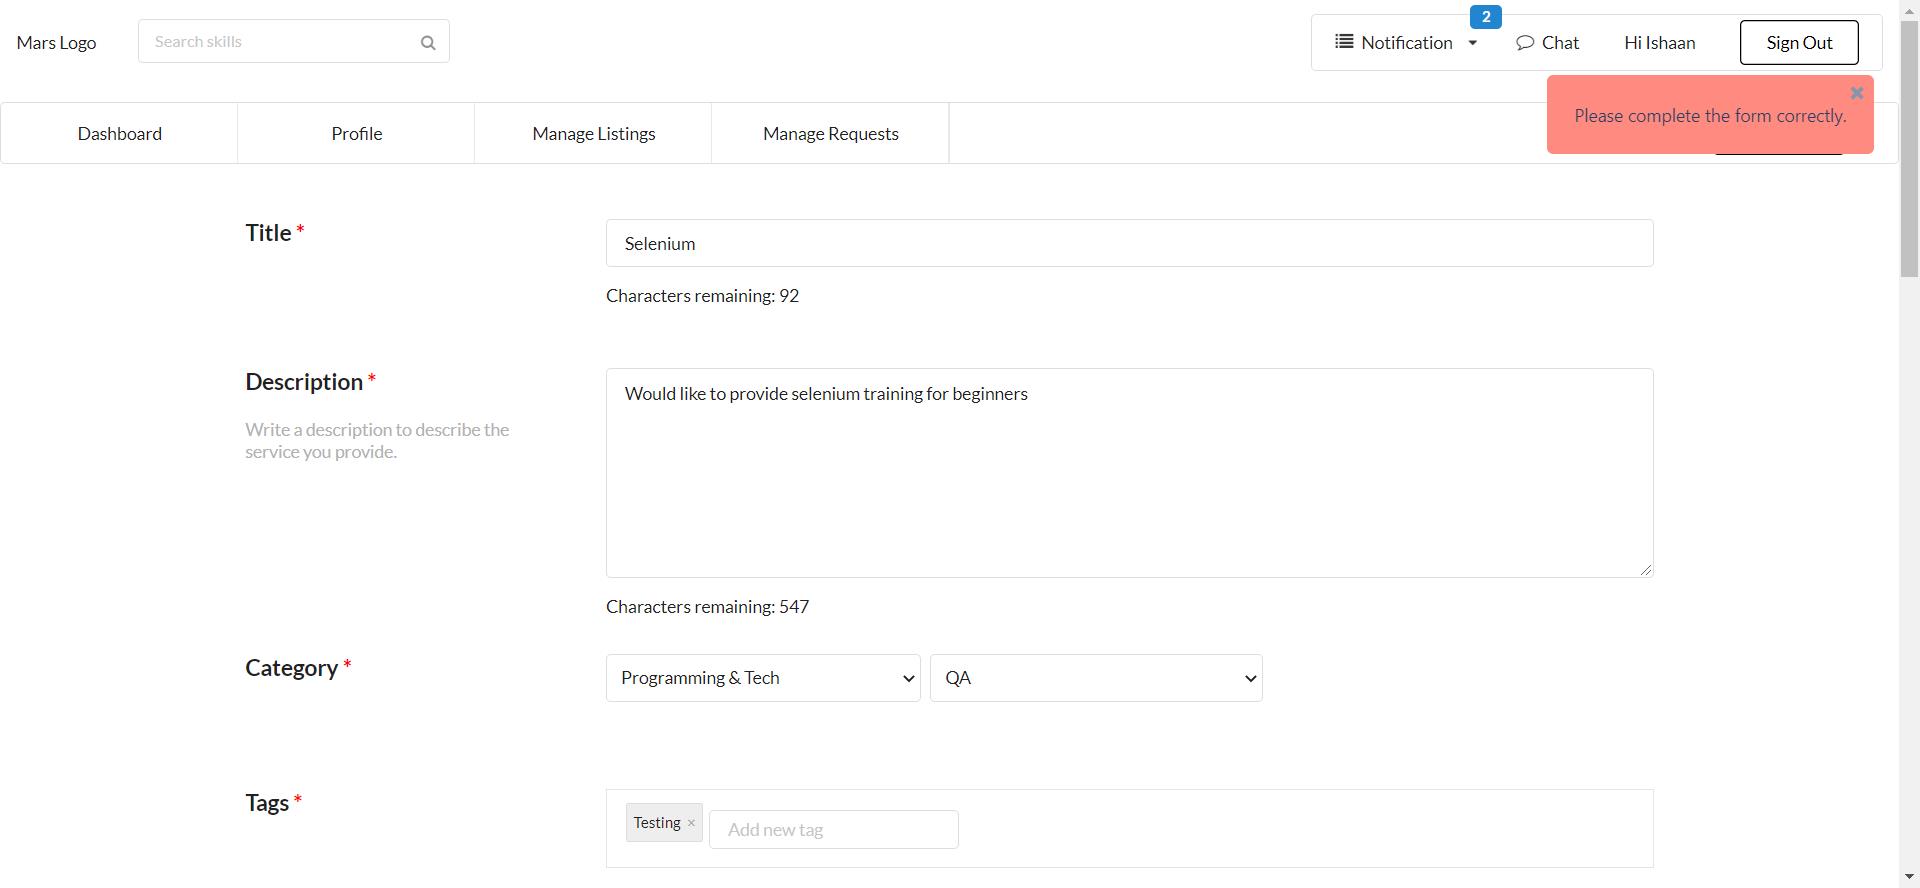 Mars Logo
Search skills
2
Notification
Chat
Hi Ishaan
Sign Out
Please complete the form correctly.
Dashboard
Profile
Manage Listings
Manage Requests
Title *
Selenium
Characters remaining: 92
Description *
Write a description to describe the
service you provide.
Would like to provide selenium training for beginners
Characters remaining: 547
Category *
Programming & Tech
QA
Tags *
Testing ×
Add new tag